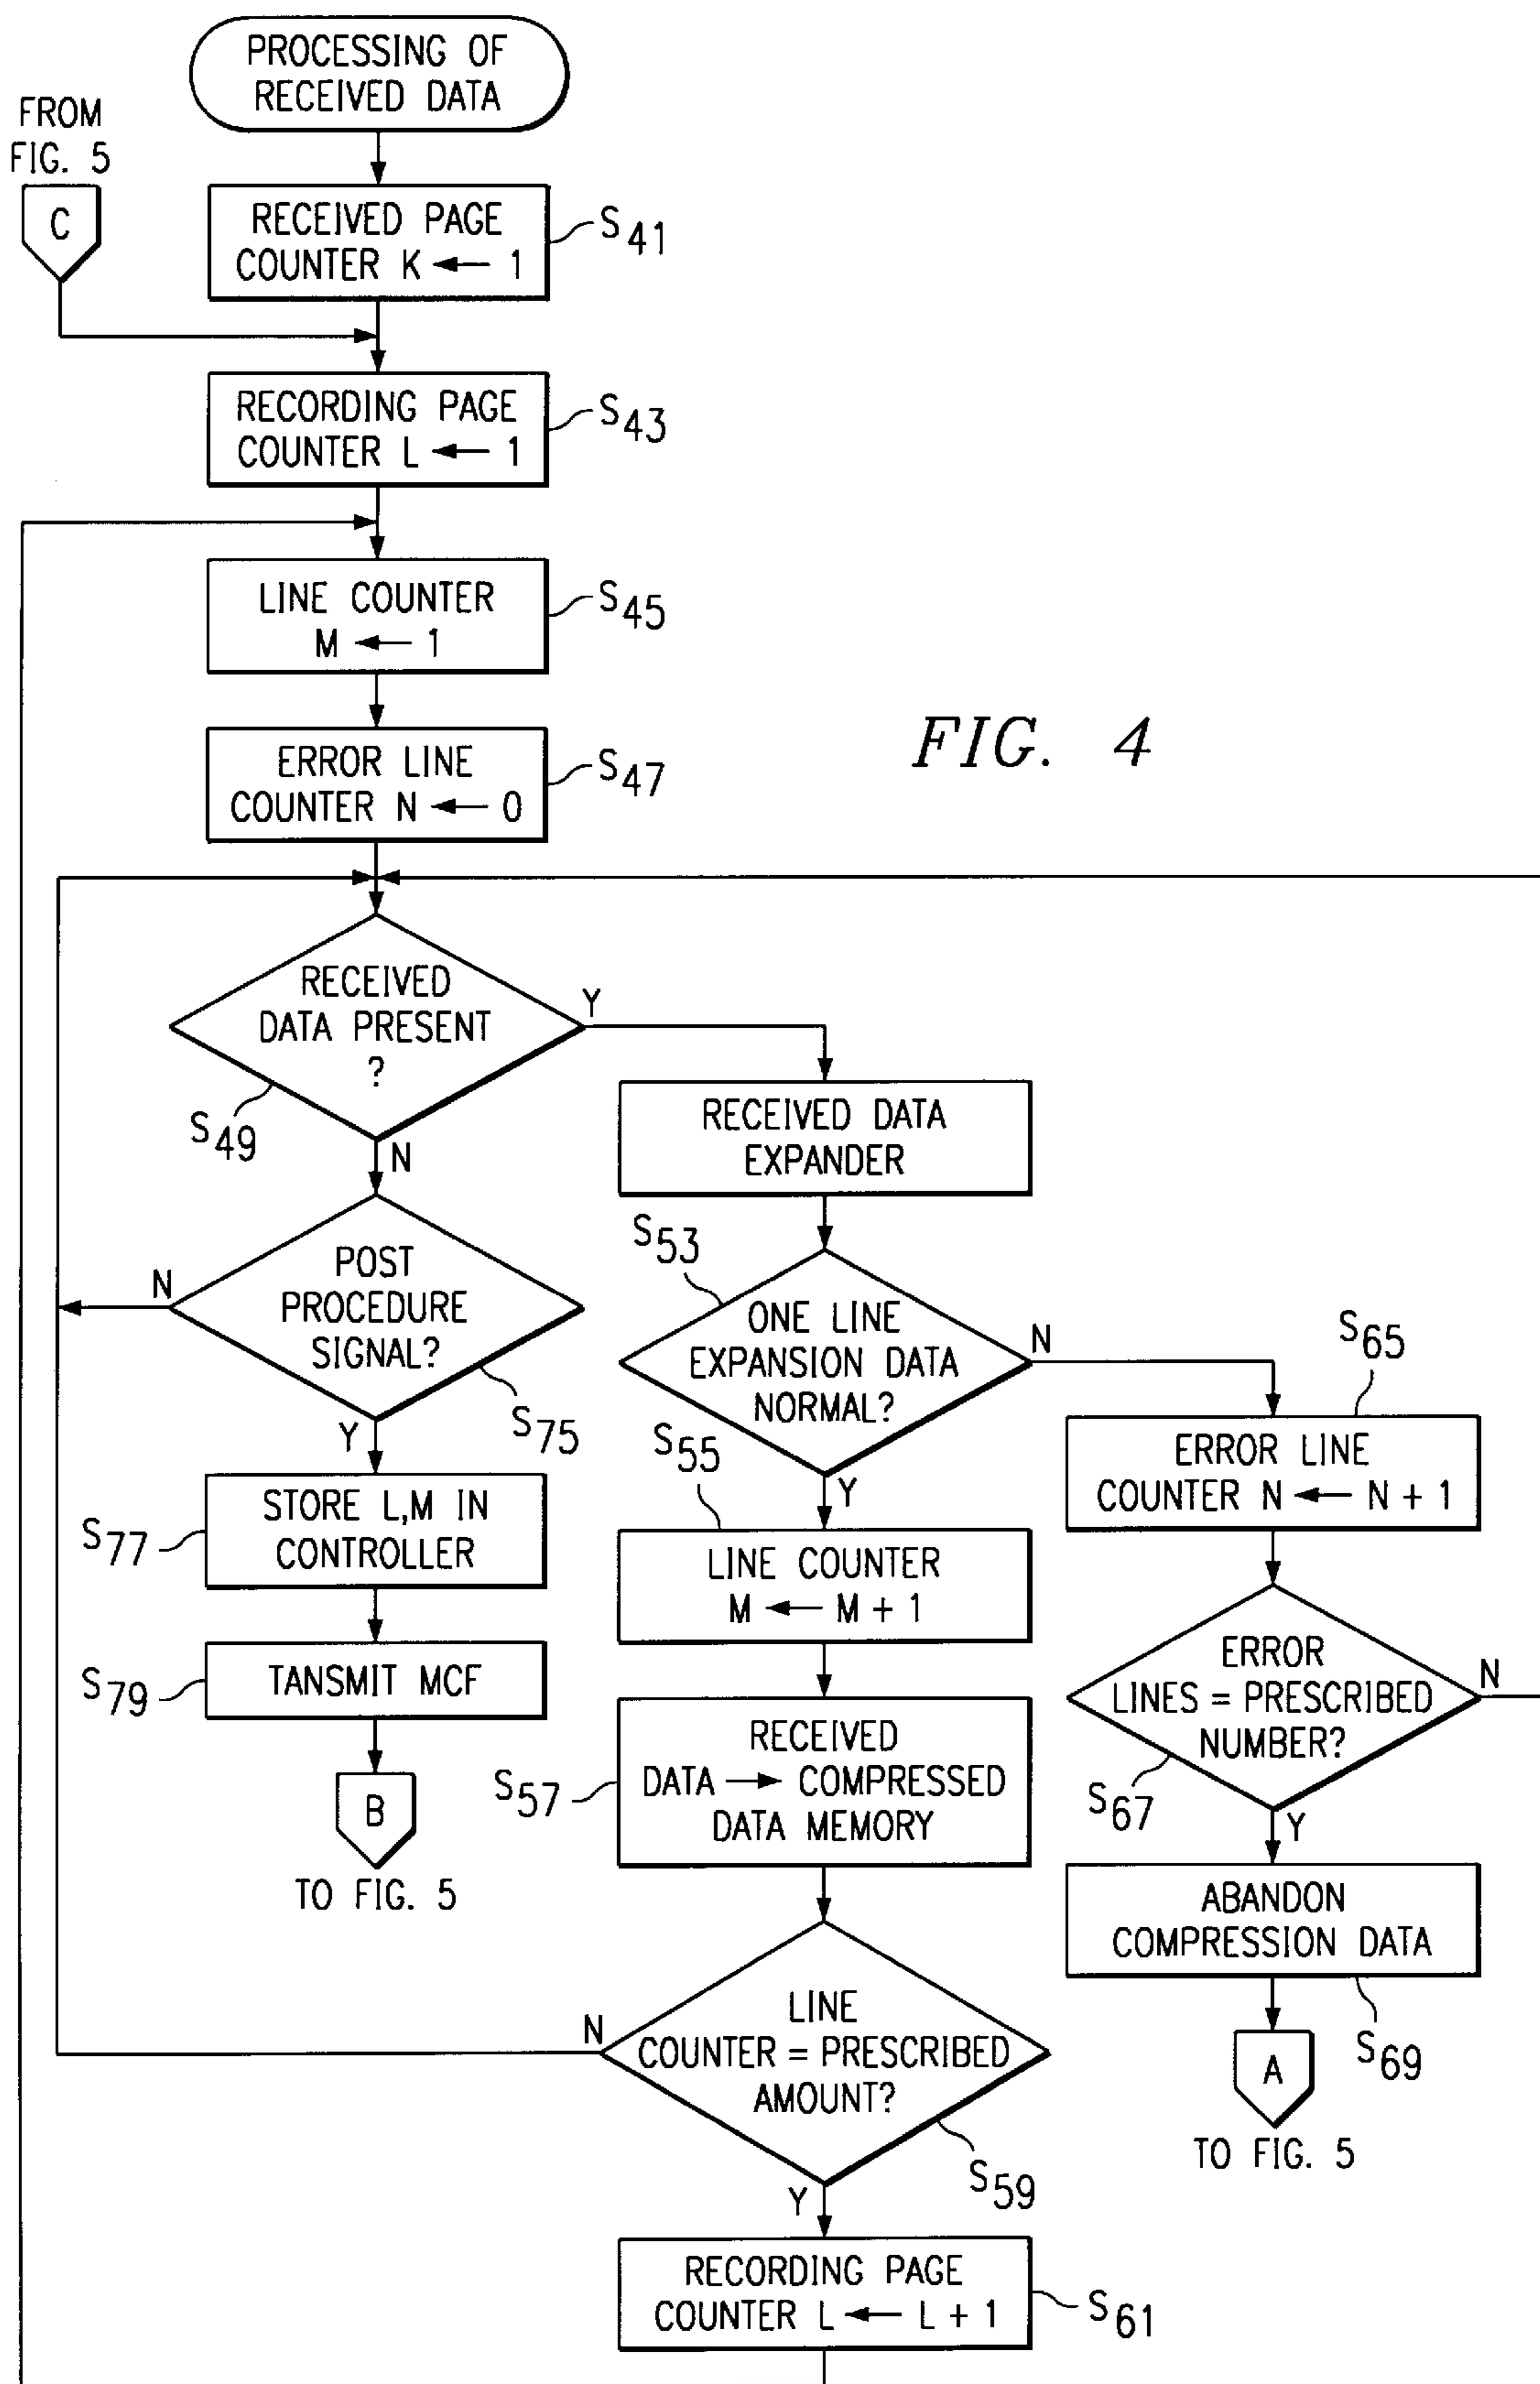 PROCESSING OF
RECEIVED DATA
FROM
FIG. 5
C
RECEIVED PAGE
COUNTER K ← 1
S41
RECORDING PAGE
COUNTER L ← 1
S43
LINE COUNTER
M ← 1
S45
ERROR LINE
COUNTER N ← 0
S47
FIG. 4
RECEIVED
DATA PRESENT
?
Y
S49
N
RECEIVED DATA
EXPANDER
POST
PROCEDURE
SIGNAL?
N
S75
Y
S53
ONE LINE
EXPANSION DATA
NORMAL?
N
Y
S65
ERROR LINE
COUNTER N ← N + 1
STORE L,M IN
CONTROLLER
S77
S55
LINE COUNTER
M ← M + 1
TANSMIT MCF
S79
ERROR
LINES = PRESCRIBED
NUMBER?
N
S67
Y
RECEIVED
DATA → COMPRESSED
DATA MEMORY
S57
B
TO FIG. 5
ABANDON
COMPRESSION DATA
S69
A
TO FIG. 5
LINE
COUNTER = PRESCRIBED
AMOUNT?
N
S59
Y
RECORDING PAGE
COUNTER L ← L + 1
S61